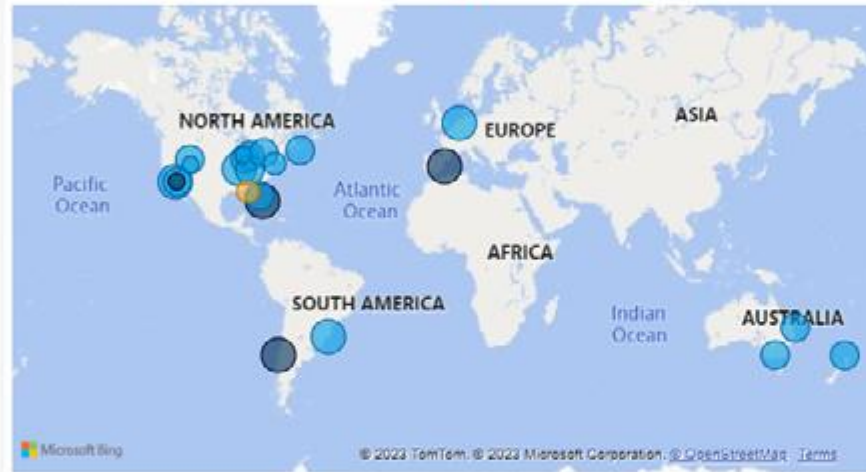 NORTH AMERICA
EUROPE
ASIA
Pacific
Ocean
Atlantic
Ocean
AFRICA
SOUTH AMERICA
Indian
Ocean
AUSTRALIA
Microsoft Bing
© 2023 TomTom, © 2023 Microsoft Corporation, © OpenStreetMap Terms